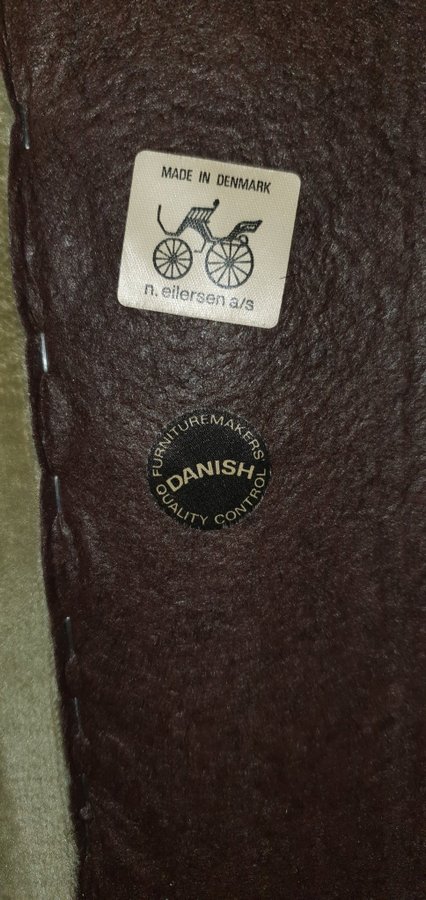 MADE IN DENMARK
n. eilersen a/s
FURNITUREMAKERS'
DANISH
QUALITY CONTROL